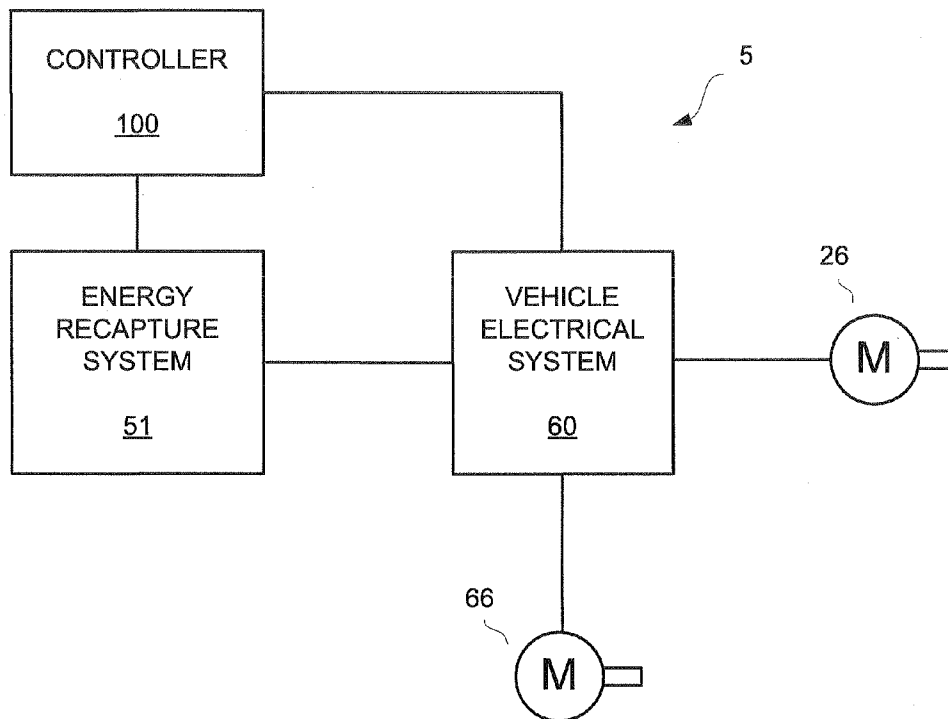 CONTROLLER
100
5
ENERGY
RECAPTURE
SYSTEM
51
VEHICLE
ELECTRICAL
SYSTEM
60
26
M
66
M